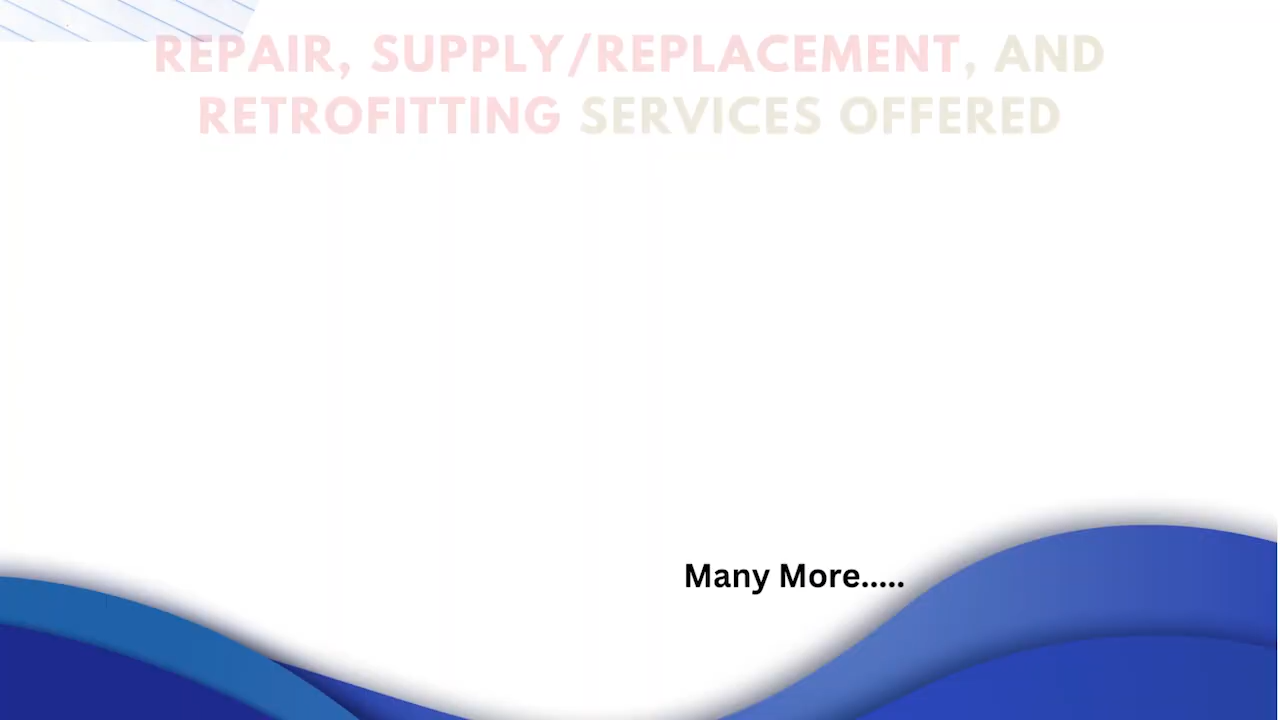 REPAIR, SUPPLY/REPLACEMENT, AND
RETROFITTING SERVICES OFFERED
Many More.....